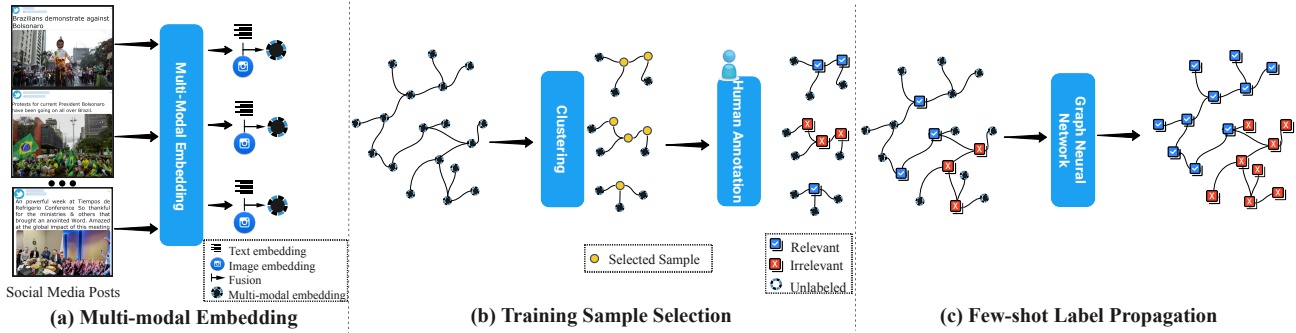 Brazilians demonstrate against
Bolsonaro
Protests for current President Bolsonaro
have been going on all over Brazil.
An powerful week at Tiempos de
Refrigerio Conference So thankful
for the ministries & others that
brought an anointed Word. Amazed
at the global impact of this meeting
Social Media Posts
Multi-Modal Embedding
Text embedding
Image embedding
Fusion
Multi-modal embedding
(a) Multi-modal Embedding
Clustering
Human Annotation
Selected Sample
Relevant
Irrelevant
Unlabeled
(b) Training Sample Selection
Graph Neural
Network
(c) Few-shot Label Propagation